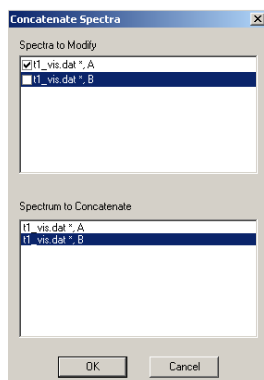 Concatenate Spectra
Spectra to Modify
t1_vis.dat *, A
t1_vis.dat *, B
Spectrum to Concatenate
t1_vis.dat *, A
t1_vis.dat *, B
OK
Cancel